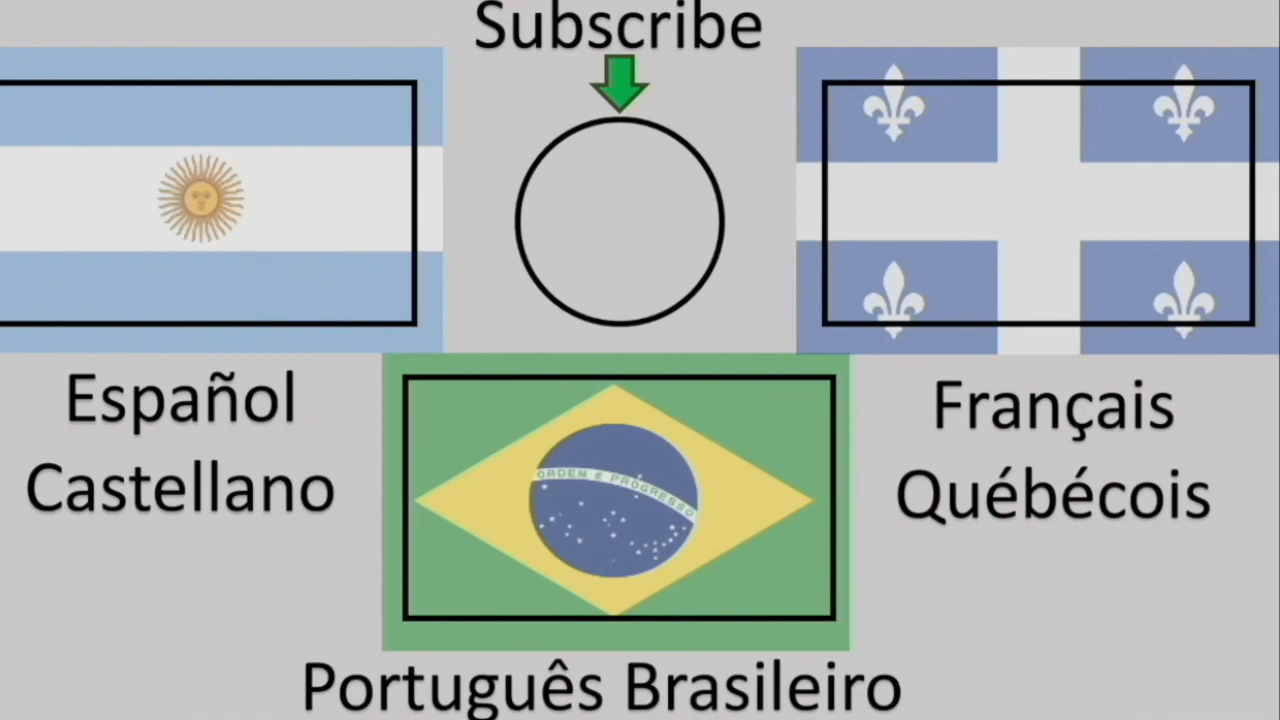 Subscribe
Español
Castellano
Français
Québécois
ORDEM E PROGRESSO
Português Brasileiro